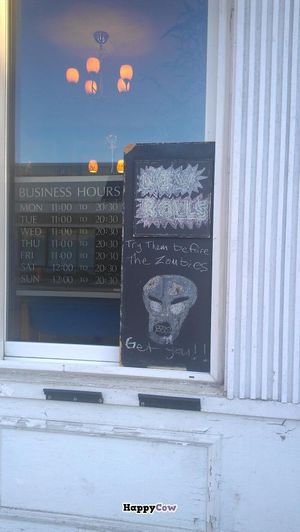 BUSINESS HOURS
MON 11:00 TO 20:30
TUE 11:00 TO 20:30
WED 11:00 TO 20:30
THU 11:00 TO 20:30
FRI 11:00 TO 20:30
SAT 12:00 TO 20:30
SUN 12:00 TO 20:30
NEW
ROLLS
Try Them before
the Zombies
Get you!!
HappyCow